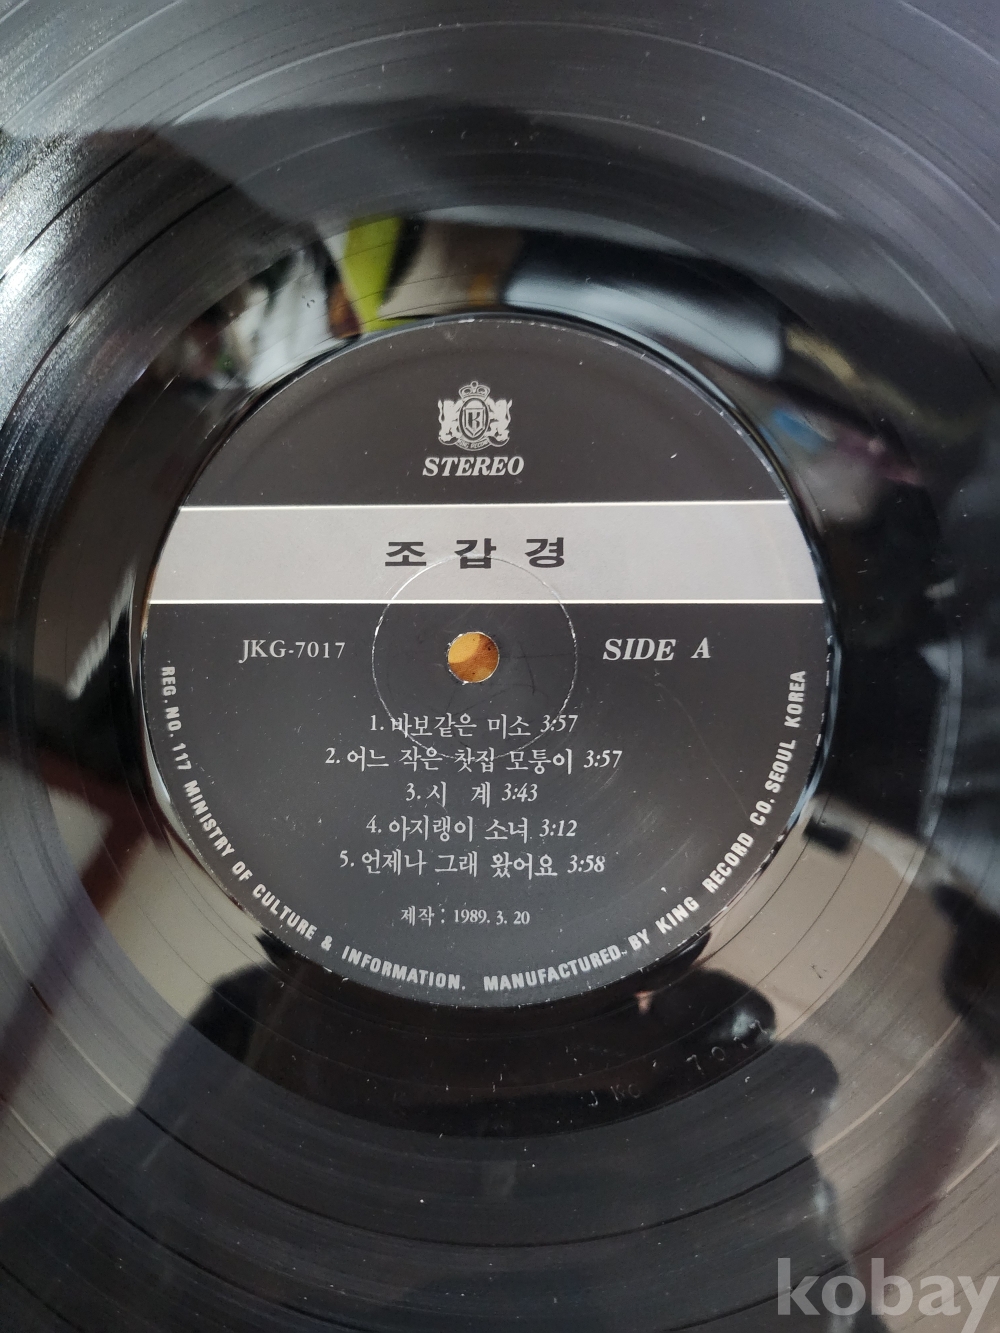 STEREO
조 갑 경
JKG-7017
SIDE A
1. 바보같은 미소 3:57
2. 어느 작은 찻집 모퉁이 3:57
3. 시 계 3:43
4. 아지랭이 소녀 3:12
5. 언제나 그래 왔어요 3:58
제작 : 1989. 3. 20
REG. NO. 117 MINISTRY OF CULTURE & INFORMATION. MANUFACTURED. BY KING RECORD CO. SEOUL KOREA
kobay